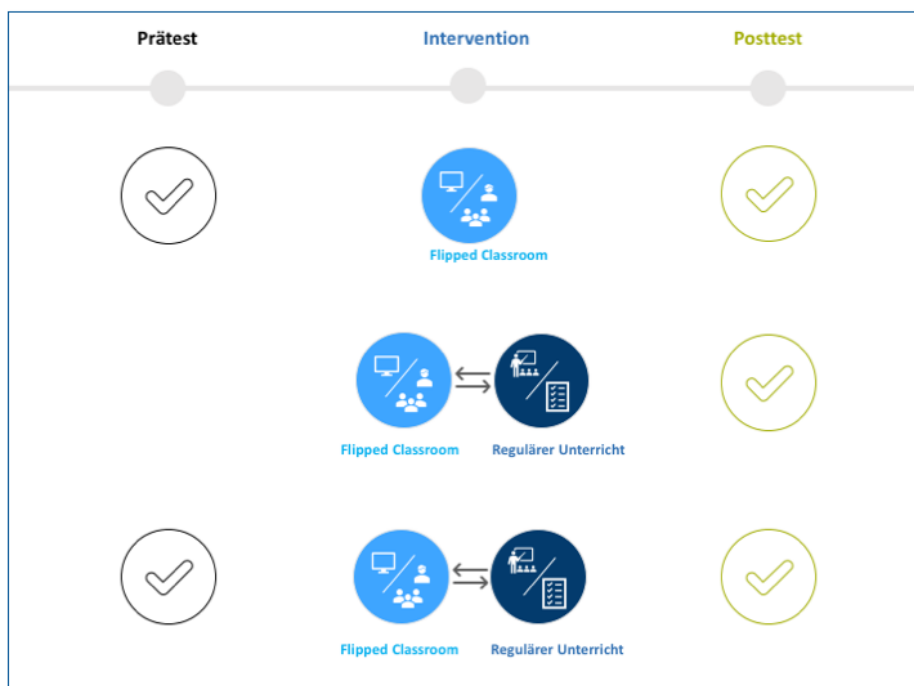 Prätest
Intervention
Posttest
Flipped Classroom
Flipped Classroom
Regulärer Unterricht
Flipped Classroom
Regulärer Unterricht